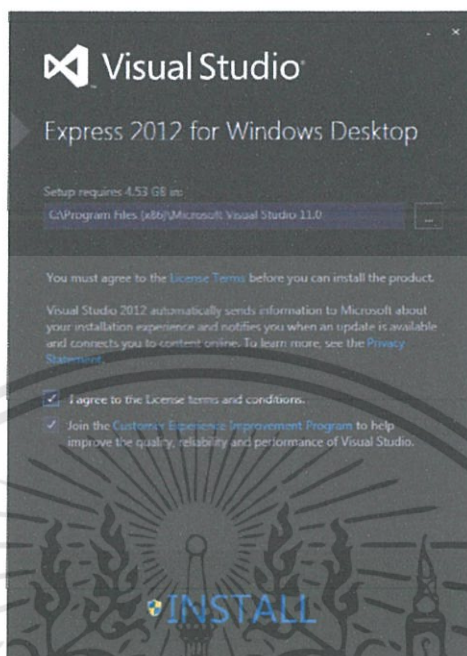 Visual Studio
Express 2012 for Windows Desktop
Setup requires 4.53 GB in:
C:\Program Files (x86)\Microsoft Visual Studio 11.0
...
You must agree to the License Terms before you can install the product.
Visual Studio 2012 automatically sends information to Microsoft about
your installation experience and notifies you when an update is available
and connects you to content online. To learn more, see the Privacy
Statement.
I agree to the License terms and conditions.
Join the Customer Experience Improvement Program to help
improve the quality, reliability and performance of Visual Studio.
INSTALL